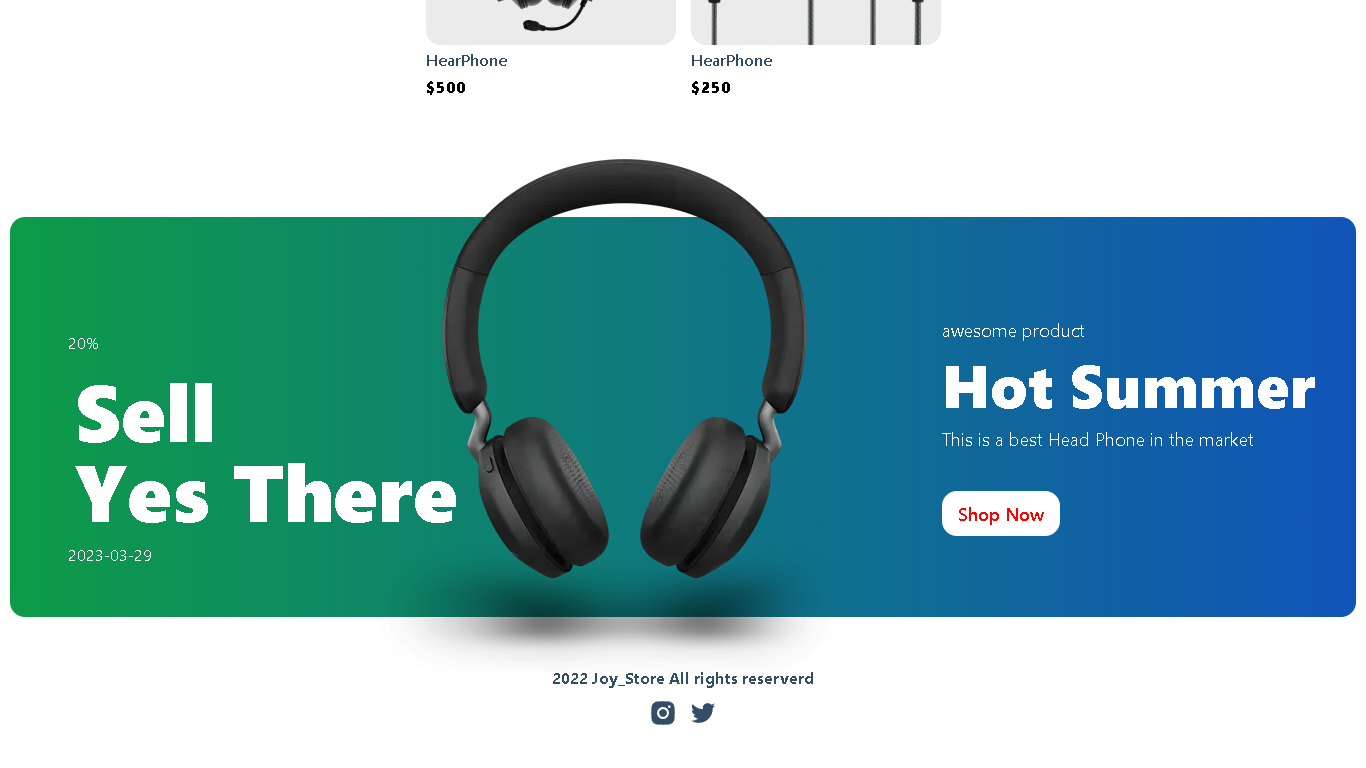 HearPhone
$500
HearPhone
$250
20%
Sell
Yes There
2023-03-29
awesome product
Hot Summer
This is a best Head Phone in the market
Shop Now
2022 Joy_Store All rights reserverd